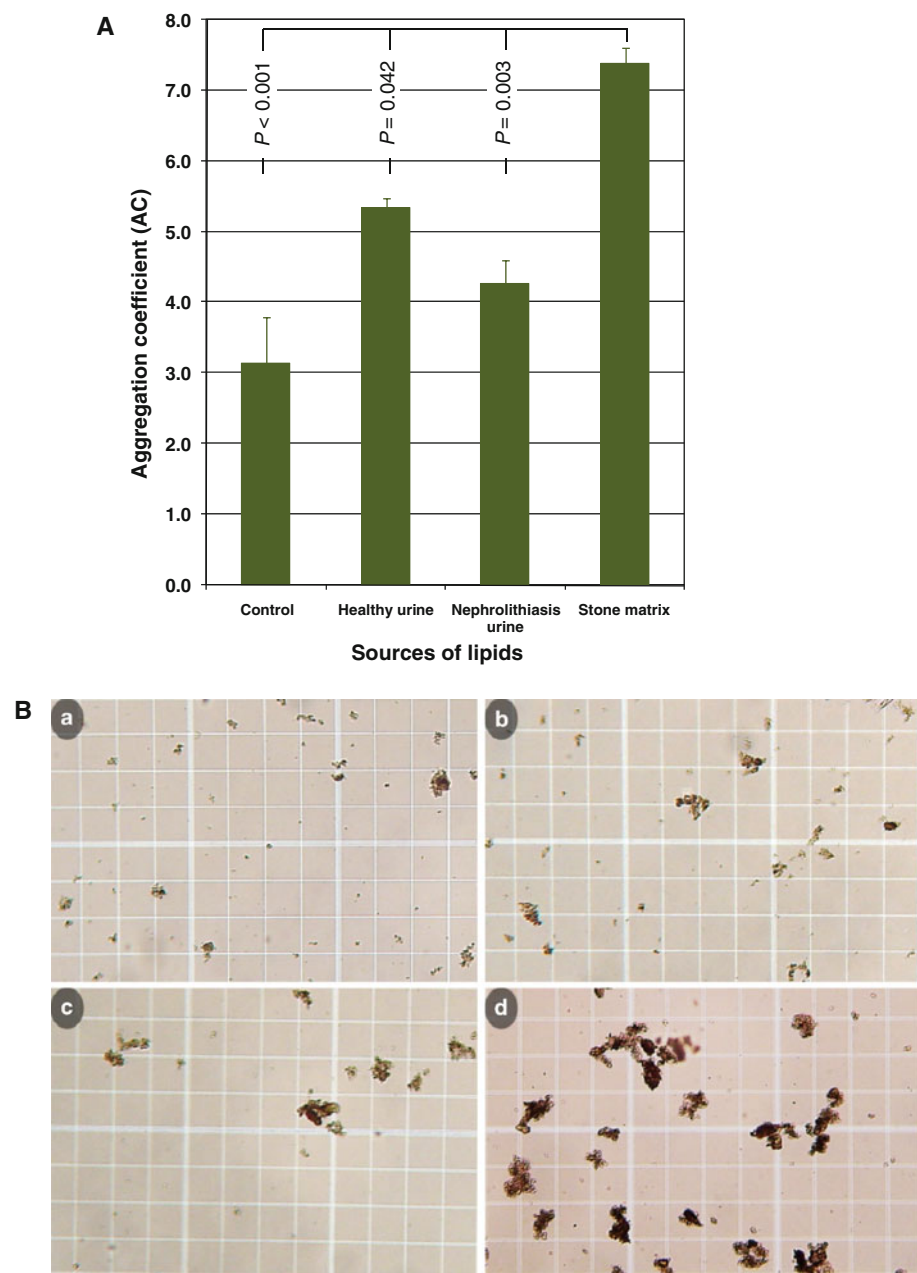 A
8.0
7.0
6.0
5.0
4.0
3.0
2.0
1.0
0.0
Aggregation coefficient (AC)
P < 0.001
P = 0.042
P = 0.003
Control
Healthy urine
Nephrolithiasis
urine
Stone matrix
Sources of lipids
B
a
b
c
d